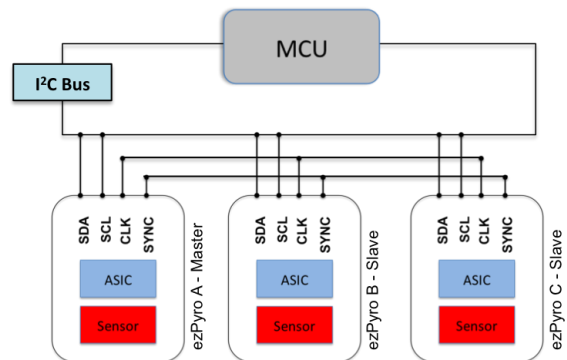 MCU
I²C Bus
SDA
SCL
CLK
SYNC
ASIC
Sensor
ezPyro A - Master
SDA
SCL
CLK
SYNC
ASIC
Sensor
ezPyro B - Slave
SDA
SCL
CLK
SYNC
ASIC
Sensor
ezPyro C - Slave